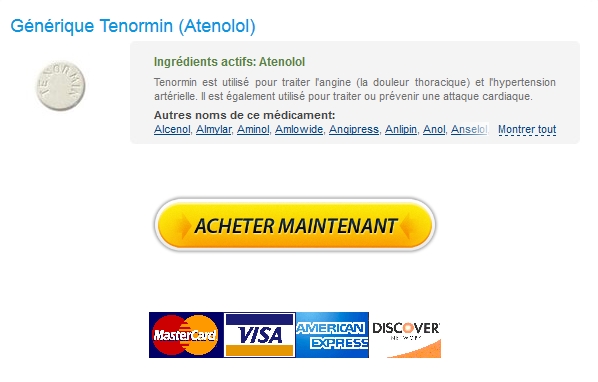 Générique Tenormin (Atenolol)
TENORMIN
Ingrédients actifs: Atenolol
Tenormin est utilisé pour traiter l'angine (la douleur thoracique) et l'hypertension
artérielle. Il est également utilisé pour traiter ou prévenir une attaque cardiaque.
Autres noms de ce médicament:
Alcenol, Almylar, Aminol, Amlowide, Angipress, Anlipin, Anol, Anselol, Montrer tout
ACHETER MAINTENANT
MasterCard VISA AMERICAN EXPRESS DISCOVER NETWORK